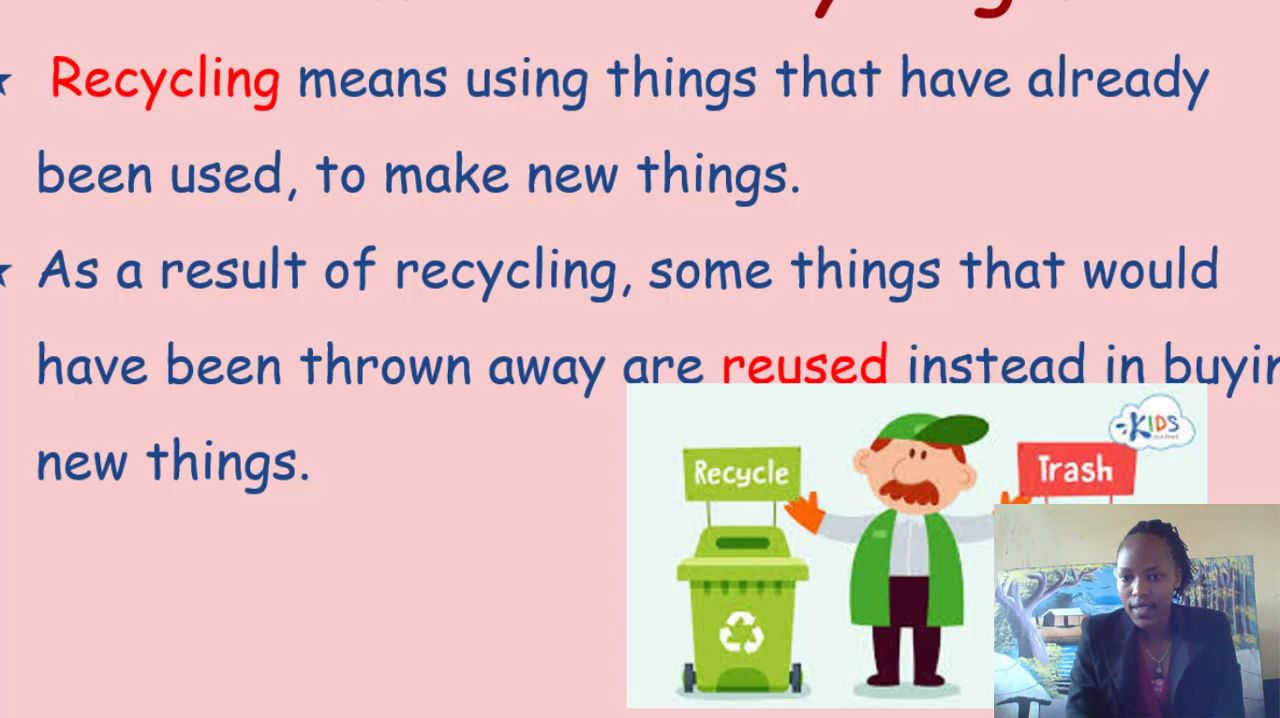 Recycling means using things that have already
been used, to make new things.
As a result of recycling, some things that would
have been thrown away are reused instead in
new things.
Recycle
Trash
KIDS